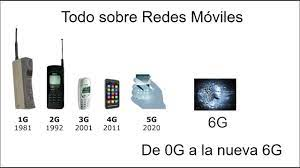 Todo sobre Redes Móviles
1G 2G 3G 4G 5G 6G
1981 1992 2001 2011 2020
De 0G a la nueva 6G